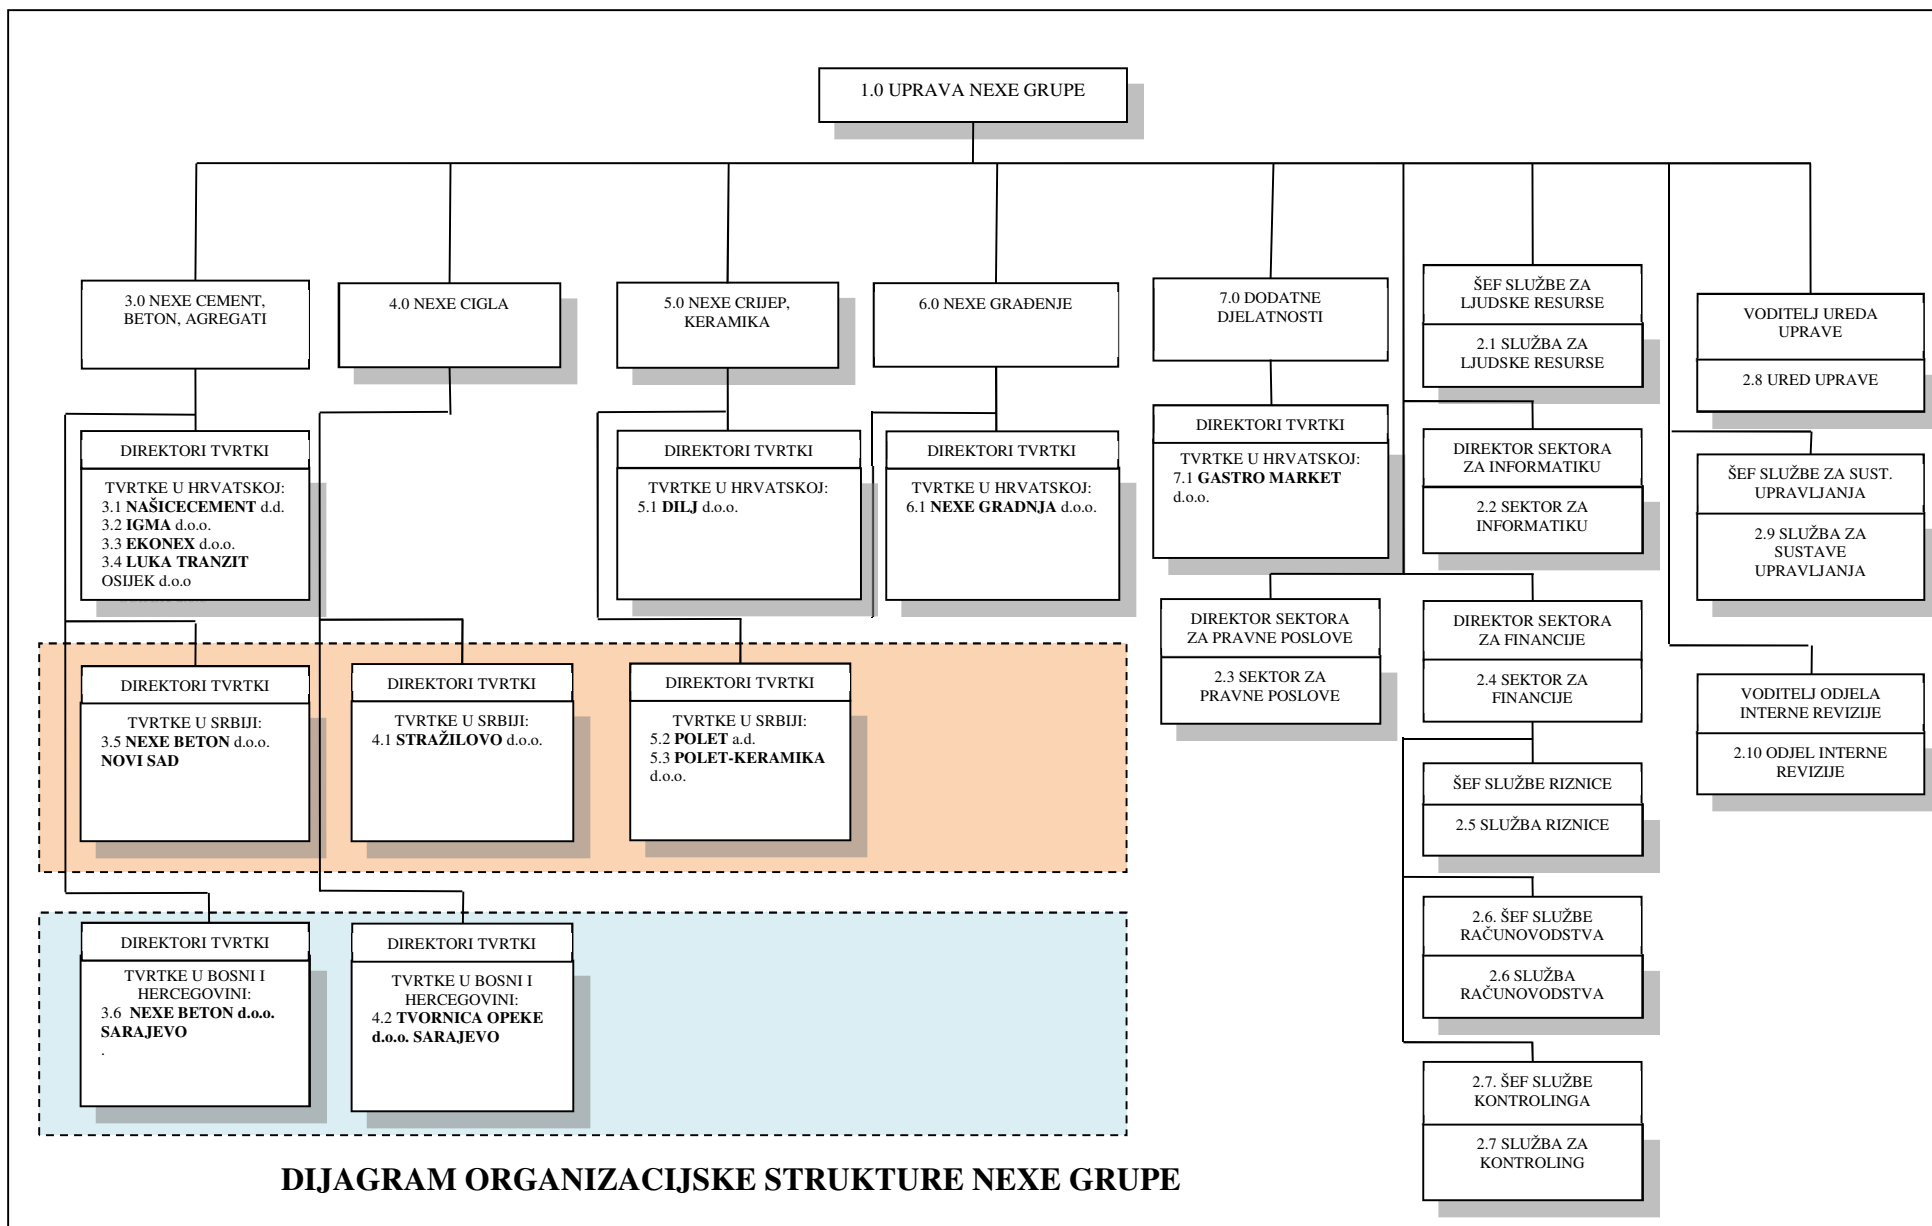 1.0 UPRAVA NEXE GRUPE
3.0 NEXE CEMENT,
BETON, AGREGATI
4.0 NEXE CIGLA
5.0 NEXE CRIJEP,
KERAMIKA
6.0 NEXE GRAĐENJE
7.0 DODATNE
DJELATNOSTI
ŠEF SLUŽBE ZA
LJUDSKE RESURSE
2.1 SLUŽBA ZA
LJUDSKE RESURSE
VODITELJ UREDA
UPRAVE
2.8 URED UPRAVE
DIREKTORI TVRTKI
TVRTKE U HRVATSKOJ:
3.1 NAŠICECEMENT d.d.
3.2 IGMA d.o.o.
3.3 EKONEX d.o.o.
3.4 LUKA TRANZIT
OSIJEK d.o.o
DIREKTORI TVRTKI
TVRTKE U HRVATSKOJ:
5.1 DILJ d.o.o.
DIREKTORI TVRTKI
TVRTKE U HRVATSKOJ:
6.1 NEXE GRADNJA d.o.o.
DIREKTORI TVRTKI
TVRTKE U HRVATSKOJ:
7.1 GASTRO MARKET
d.o.o.
DIREKTOR SEKTORA
ZA INFORMATIKU
2.2 SEKTOR ZA
INFORMATIKU
ŠEF SLUŽBE ZA SUST.
UPRAVLJANJA
2.9 SLUŽBA ZA
SUSTAVE
UPRAVLJANJA
DIREKTOR SEKTORA
ZA PRAVNE POSLOVE
2.3 SEKTOR ZA
PRAVNE POSLOVE
DIREKTOR SEKTORA
ZA FINANCIJE
2.4 SEKTOR ZA
FINANCIJE
DIREKTORI TVRTKI
TVRTKE U SRBIJI:
3.5 NEXE BETON d.o.o.
NOVI SAD
DIREKTORI TVRTKI
TVRTKE U SRBIJI:
4.1 STRAŽILOVO d.o.o.
DIREKTORI TVRTKI
TVRTKE U SRBIJI:
5.2 POLET a.d.
5.3 POLET-KERAMIKA
d.o.o.
VODITELJ ODJELA
INTERNE REVIZIJE
2.10 ODJEL INTERNE
REVIZIJE
ŠEF SLUŽBE RIZNICE
2.5 SLUŽBA RIZNICE
DIREKTORI TVRTKI
TVRTKE U BOSNI I
HERCEGOVINI:
3.6 NEXE BETON d.o.o.
SARAJEVO
.
DIREKTORI TVRTKI
TVRTKE U BOSNI I
HERCEGOVINI:
4.2 TVORNICA OPEKE
d.o.o. SARAJEVO
2.6. ŠEF SLUŽBE
RAČUNOVODSTVA
2.6 SLUŽBA
RAČUNOVODSTVA
2.7. ŠEF SLUŽBE
KONTROLINGA
2.7 SLUŽBA ZA
KONTROLING
DIJAGRAM ORGANIZACIJSKE STRUKTURE NEXE GRUPE